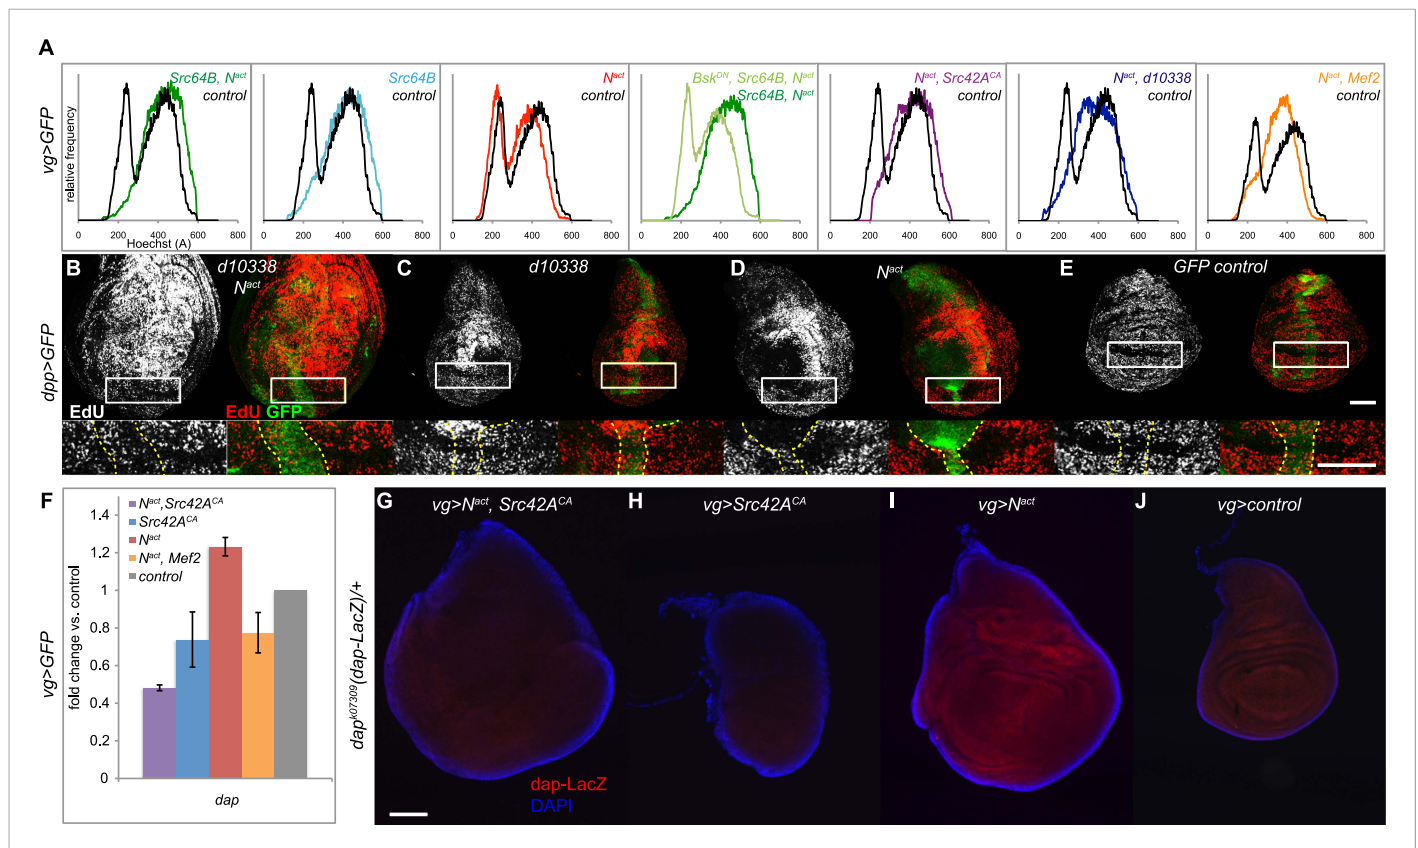 A
vg>GFP
relative frequency
Src64B, Nact
control
0 200 400 600 800
Hoechst (A)
Src64B
control
0 200 400 600 800
Nact
control
0 200 400 600 800
BskDN, Src64B, Nact
Src64B, Nact
0 200 400 600 800
Nact, Src42ACA
control
0 200 400 600 800
Nact, d10338
control
0 200 400 600 800
Nact, Mef2
control
0 200 400 600 800
dpp>GFP
B d10338
Nact
EdU
EdU GFP
C d10338
D Nact
E GFP control
F
vg>GFP
fold change vs. control
1.4
1.2
1
0.8
0.6
0.4
0.2
0
Nact,Src42ACA
Src42ACA
Nact
Nact, Mef2
control
dap
dapk07309(dap-LacZ)/+
G vg>Nact, Src42ACA
dap-LacZ
DAPI
H vg>Src42ACA
I vg>Nact
J vg>control